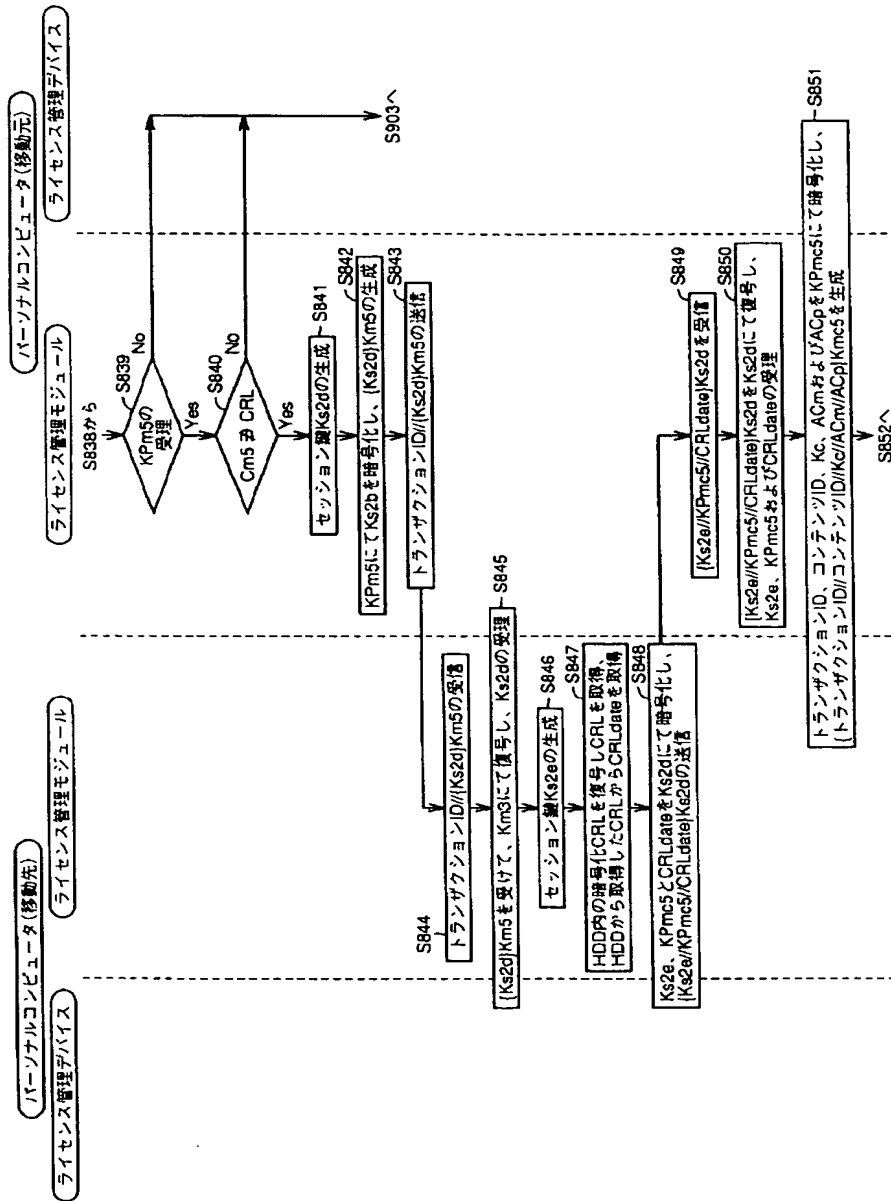 パーソナルコンピュータ(移動先)
パーソナルコンピュータ(移動元)
ライセンス管理デバイス
ライセンス管理モジュール
ライセンス管理モジュール
ライセンス管理デバイス
S838から
S839
KPm5の
受理
No
Yes
S840
Cm5 ∌ CRL
No
Yes
S903へ
S841
セッション鍵Ks2dの生成
S842
KPm5にてKs2bを暗号化し、{Ks2d}Km5の生成
S843
トランザクションID//{Ks2d}Km5の送信
S844
トランザクションID//{Ks2d}Km5の受信
S845
{Ks2d}Km5を受けて、Km3にて復号し、Ks2dの受理
S846
セッション鍵Ks2eの生成
S847
HDD内の暗号化CRLを復号しCRLを取得、
HDDから取得したCRLからCRLdateを取得
S848
Ks2e、KPmc5とCRLdateをKs2dにて暗号化し、
{Ks2e//KPmc5//CRLdate}Ks2dの送信
S849
{Ks2e//KPmc5//CRLdate}Ks2dを受信
S850
{Ks2e//KPmc5//CRLdate}Ks2dをKs2dにて復号し、
Ks2e、KPmc5およびCRLdateの受理
S851
トランザクションID、コンテンツID、Kc、ACmおよびACpをKPmc5にて暗号化し、
{トランザクションID//コンテンツID//Kc//ACm//ACp}Kmc5を生成
S852へ